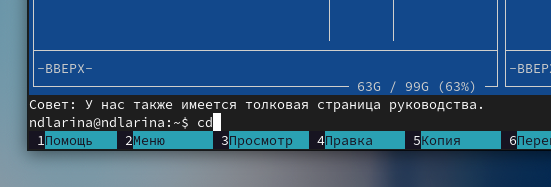 -ВВЕРХ-
-ВВЕРХ
63G / 99G (63%)
Совет: У нас также имеется толковая страница руководства.
ndlarina@ndlarina:~$ cd
1Помощь 2Меню 3Просмотр 4Правка 5Копия 6Пере